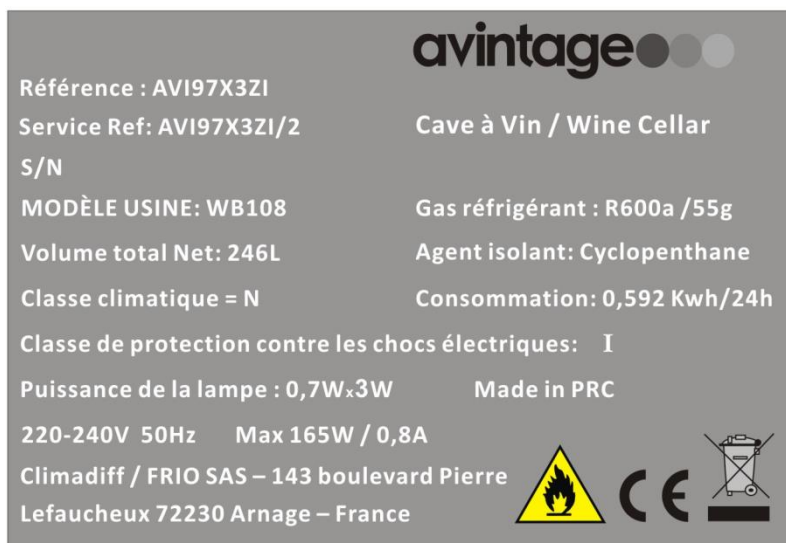 avintage
Référence : AVI97X3ZI
Service Ref: AVI97X3ZI/2
Cave à Vin / Wine Cellar
S/N
MODÈLE USINE: WB108
Gas réfrigérant : R600a /55g
Volume total Net: 246L
Agent isolant: Cyclopenthane
Classe climatique = N
Consommation: 0,592 Kwh/24h
Classe de protection contre les chocs électriques: I
Puissance de la lampe : 0,7Wx3W
Made in PRC
220-240V 50Hz Max 165W / 0,8A
Climadiff / FRIO SAS – 143 boulevard Pierre
Lefaucheux 72230 Arnage – France
CE